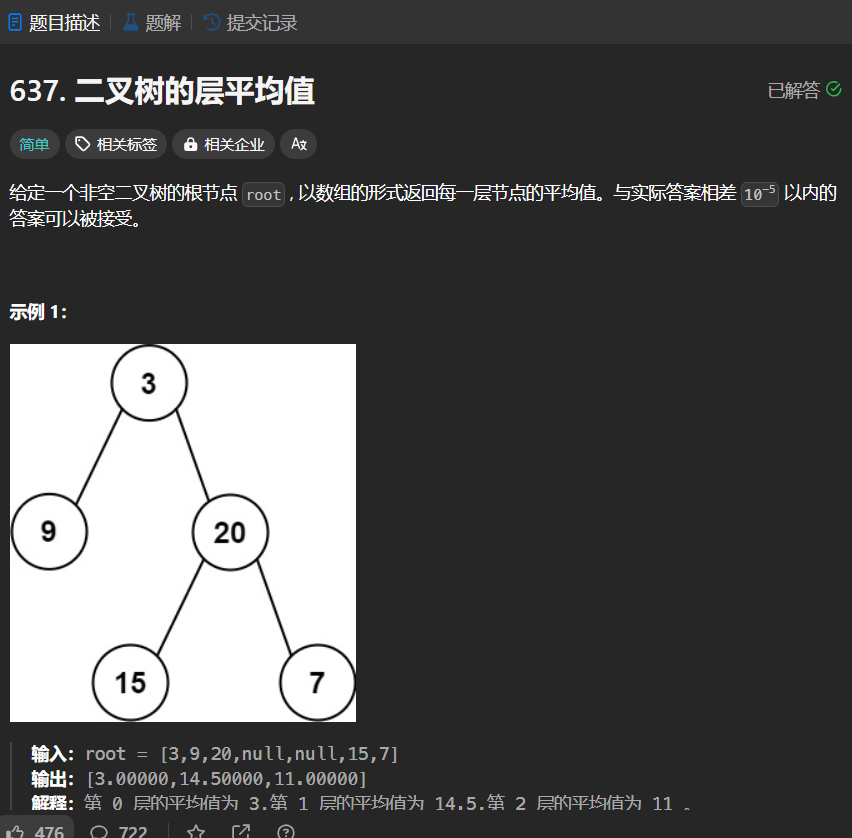 题目描述 题解 提交记录
637. 二叉树的层平均值 已解答
简单 相关标签 相关企业 Az
给定一个非空二叉树的根节点 root , 以数组的形式返回每一层节点的平均值。与实际答案相差 10⁻⁵ 以内的
答案可以被接受。
示例 1：
3
9 20
15 7
输入：root = [3,9,20,null,null,15,7]
输出：[3.00000,14.50000,11.00000]
解释：第 0 层的平均值为 3.第 1 层的平均值为 14.5.第 2 层的平均值为 11 。
476 722